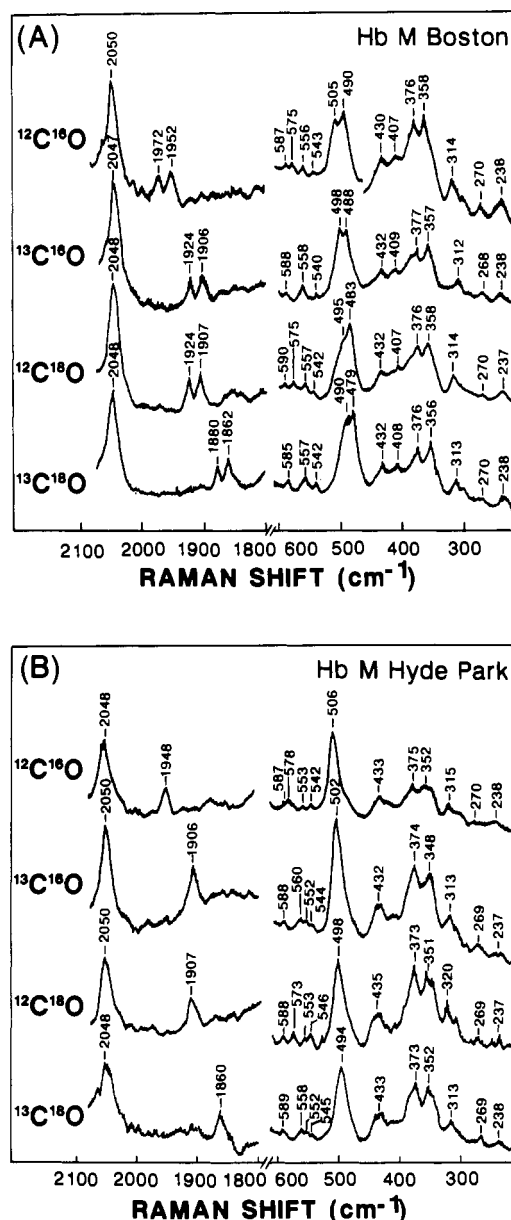 (A) Hb M Boston
2050
¹²C¹⁶O
1972 1952 587 575 556 543 505 490 430 407 376 358 314 270 238
2047
¹³C¹⁶O
1924 1906 588 558 540 498 488 432 409 377 357 312 268 238
2048
¹²C¹⁸O
1924 1907 590 575 557 542 495 483 432 407 376 358 314 270 237
2048
¹³C¹⁸O
1880 1862 585 557 542 490 479 432 408 376 356 313 270 238
2100 2000 1900 1800 600 500 400 300
RAMAN SHIFT (cm⁻¹)
(B) Hb M Hyde Park
2048
¹²C¹⁶O
1948 587 578 553 542 506 433 375 352 315 270 238
2050
¹³C¹⁶O
1906 588 560 552 544 502 432 374 348 313 269 237
2050
¹²C¹⁸O
1907 588 573 553 546 498 435 373 351 320 269 237
2048
¹³C¹⁸O
1860 589 558 552 545 494 433 373 352 313 269 238
2100 2000 1900 1800 600 500 400 300
RAMAN SHIFT (cm⁻¹)